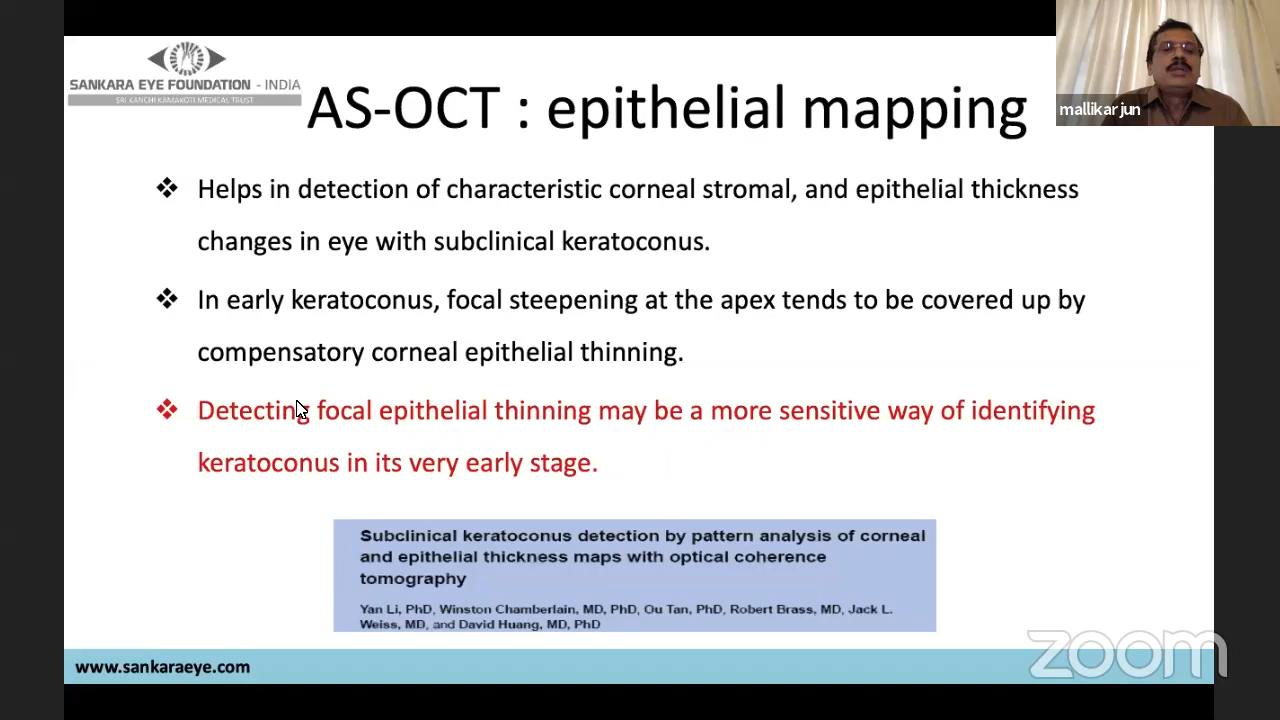 SANKARA EYE FOUNDATION - INDIA
SRI KANCHI KAMAKOTI MEDICAL TRUST
AS-OCT : epithelial mapping
mallikarjun
❖ Helps in detection of characteristic corneal stromal, and epithelial thickness
changes in eye with subclinical keratoconus.
❖ In early keratoconus, focal steepening at the apex tends to be covered up by
compensatory corneal epithelial thinning.
❖ Detecting focal epithelial thinning may be a more sensitive way of identifying
keratoconus in its very early stage.
Subclinical keratoconus detection by pattern analysis of corneal
and epithelial thickness maps with optical coherence
tomography
Yan Li, PhD, Winston Chamberlain, MD, PhD, Ou Tan, PhD, Robert Brass, MD, Jack L.
Weiss, MD, and David Huang, MD, PhD
www.sankaraeye.com
zoom